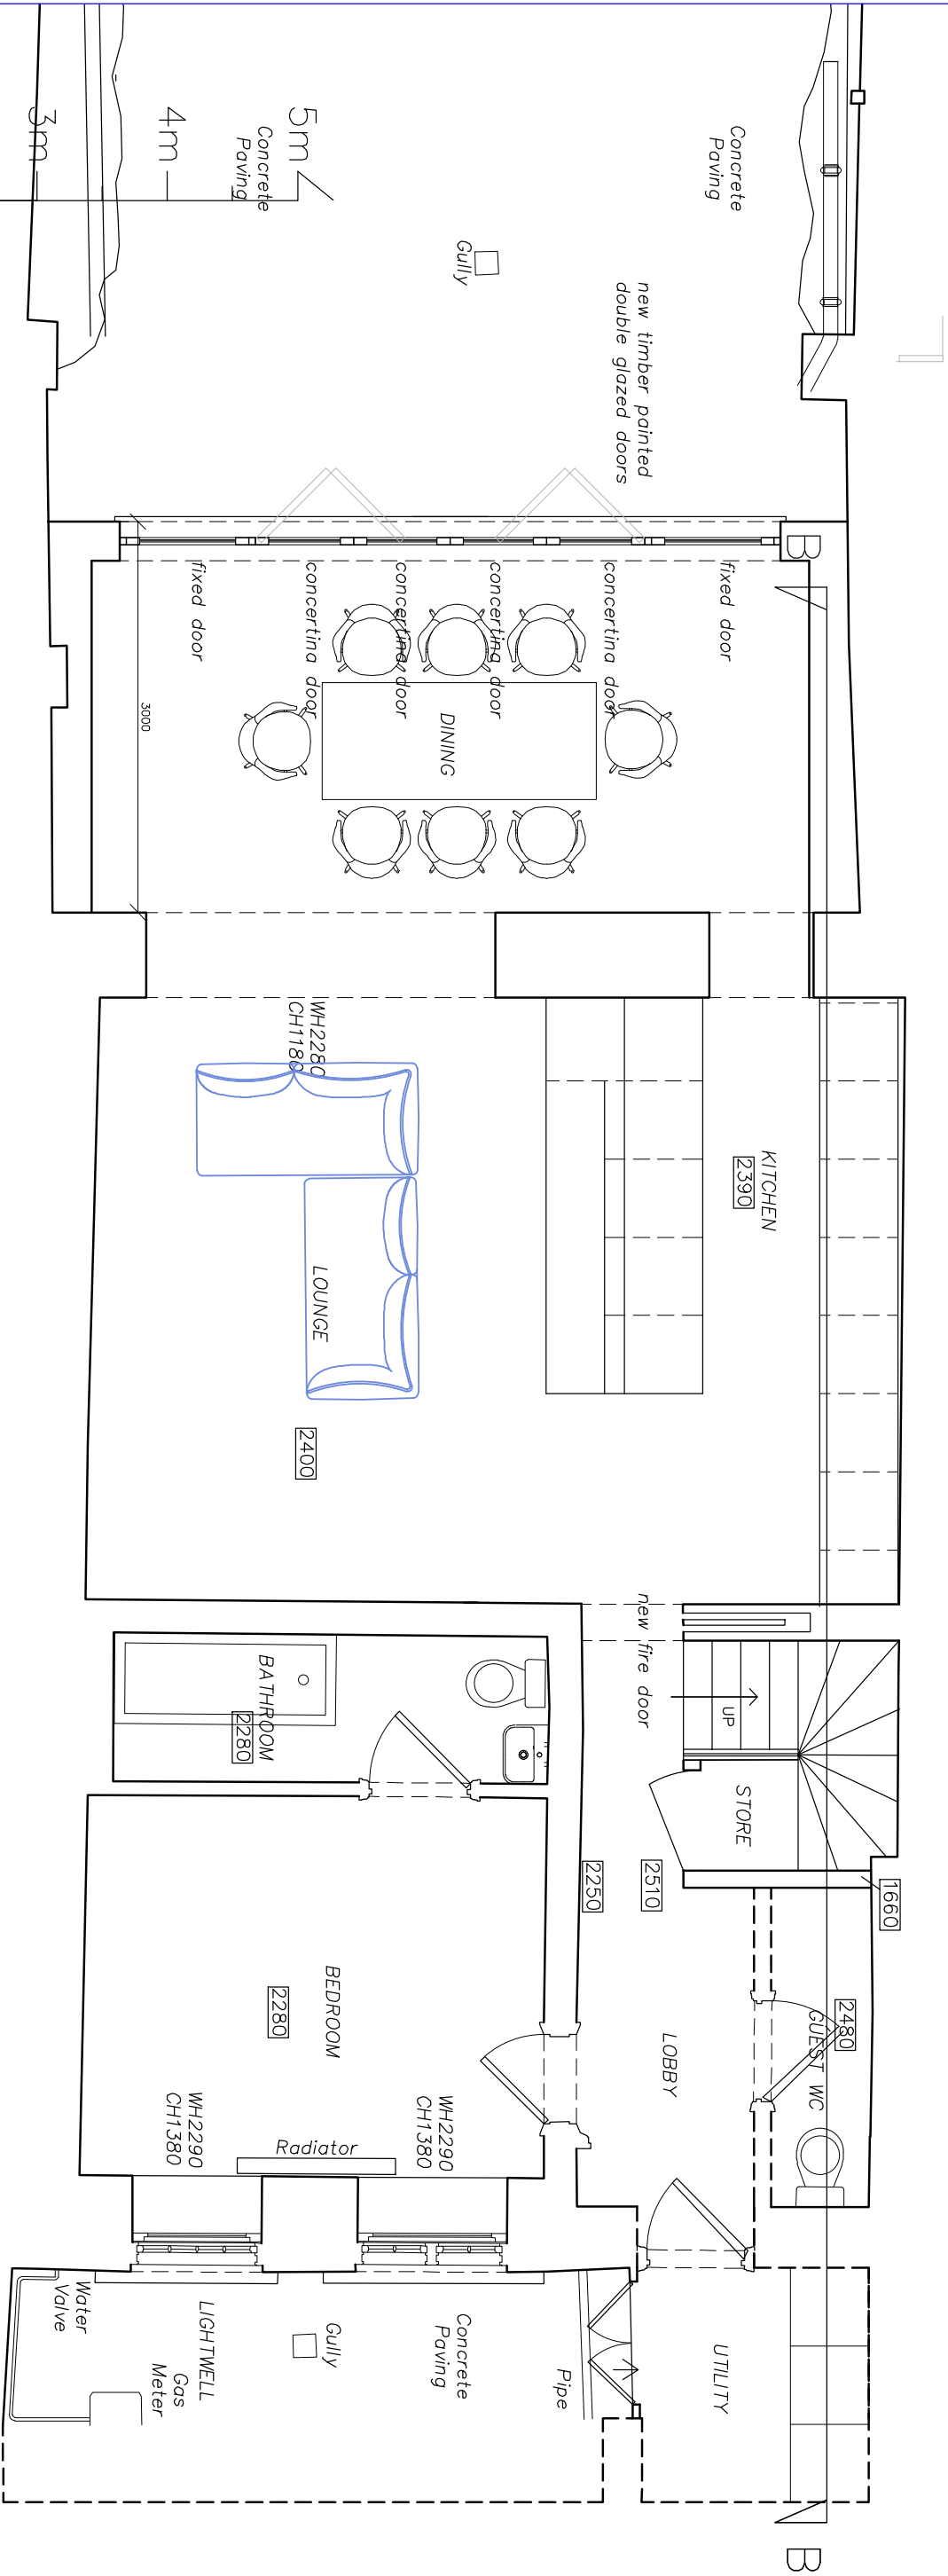 5m
4m
3m
Concrete
Paving
Concrete
Paving
Gully
new timber painted
double glazed doors
B
fixed door
concertina door
concertina door
concertina door
concertina door
fixed door
3000
DINING
WH2280
CH1180
KITCHEN
2390
LOUNGE
2400
new fire door
UP
BATHROOM
2280
STORE
2250
2510
1660
2480
GUEST WC
BEDROOM
2280
LOBBY
WH2290
CH1380
WH2290
CH1380
Radiator
Water
Valve
LIGHTWELL
Gas
Meter
Gully
Concrete
Paving
Pipe
UTILITY
B